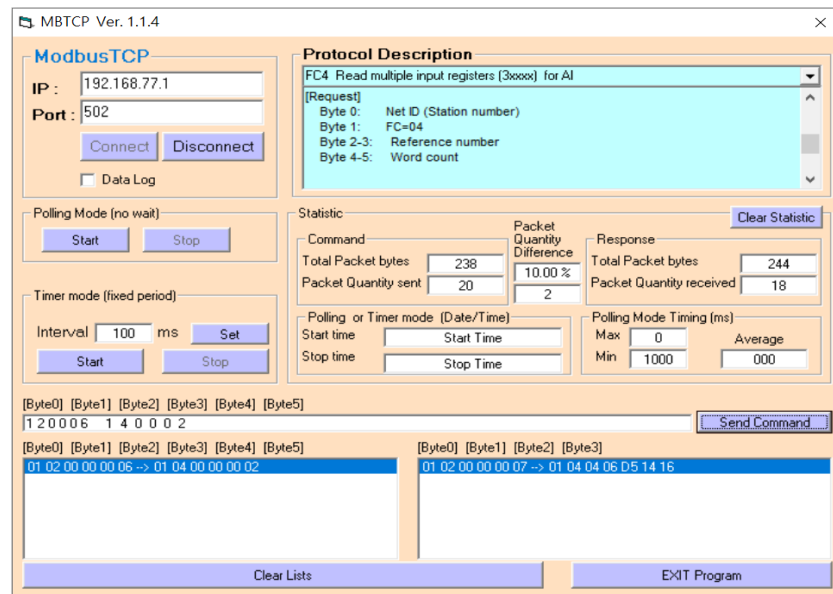 MBTCP Ver. 1.1.4
ModbusTCP
IP : 192.168.77.1
Port : 502
Connect Disconnect
Data Log
Protocol Description
FC4 Read multiple input registers (3xxxx) for AI
[Request]
Byte 0: Net ID (Station number)
Byte 1: FC=04
Byte 2-3: Reference number
Byte 4-5: Word count
Polling Mode (no wait)
Start Stop
Timer mode (fixed period)
Interval 100 ms Set
Start Stop
Statistic
Clear Statistic
Command
Total Packet bytes 238
Packet Quantity sent 20
Packet
Quantity
Difference
10.00 %
2
Response
Total Packet bytes 244
Packet Quantity received 18
Polling or Timer mode (Date/Time)
Start time Start Time
Stop time Stop Time
Polling Mode Timing (ms)
Max 0 Average
Min 1000 000
[Byte0] [Byte1] [Byte2] [Byte3] [Byte4] [Byte5]
1 2 0 0 0 6 1 4 0 0 0 2 Send Command
[Byte0] [Byte1] [Byte2] [Byte3] [Byte4] [Byte5]
01 02 00 00 00 06 --> 01 04 00 00 00 02
[Byte0] [Byte1] [Byte2] [Byte3]
01 02 00 00 00 07 --> 01 04 04 06 D5 14 16
Clear Lists EXIT Program